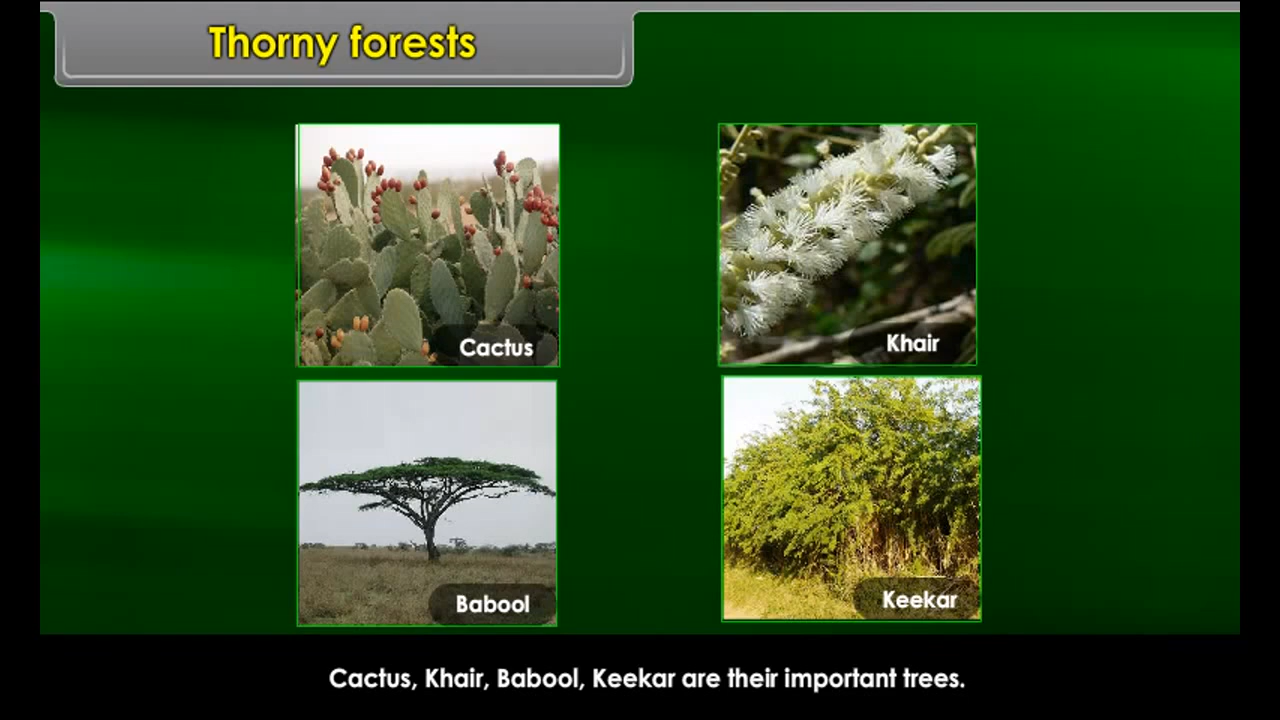 Thorny forests
Cactus
Khair
Babool
Keekar
Cactus, Khair, Babool, Keekar are their important trees.